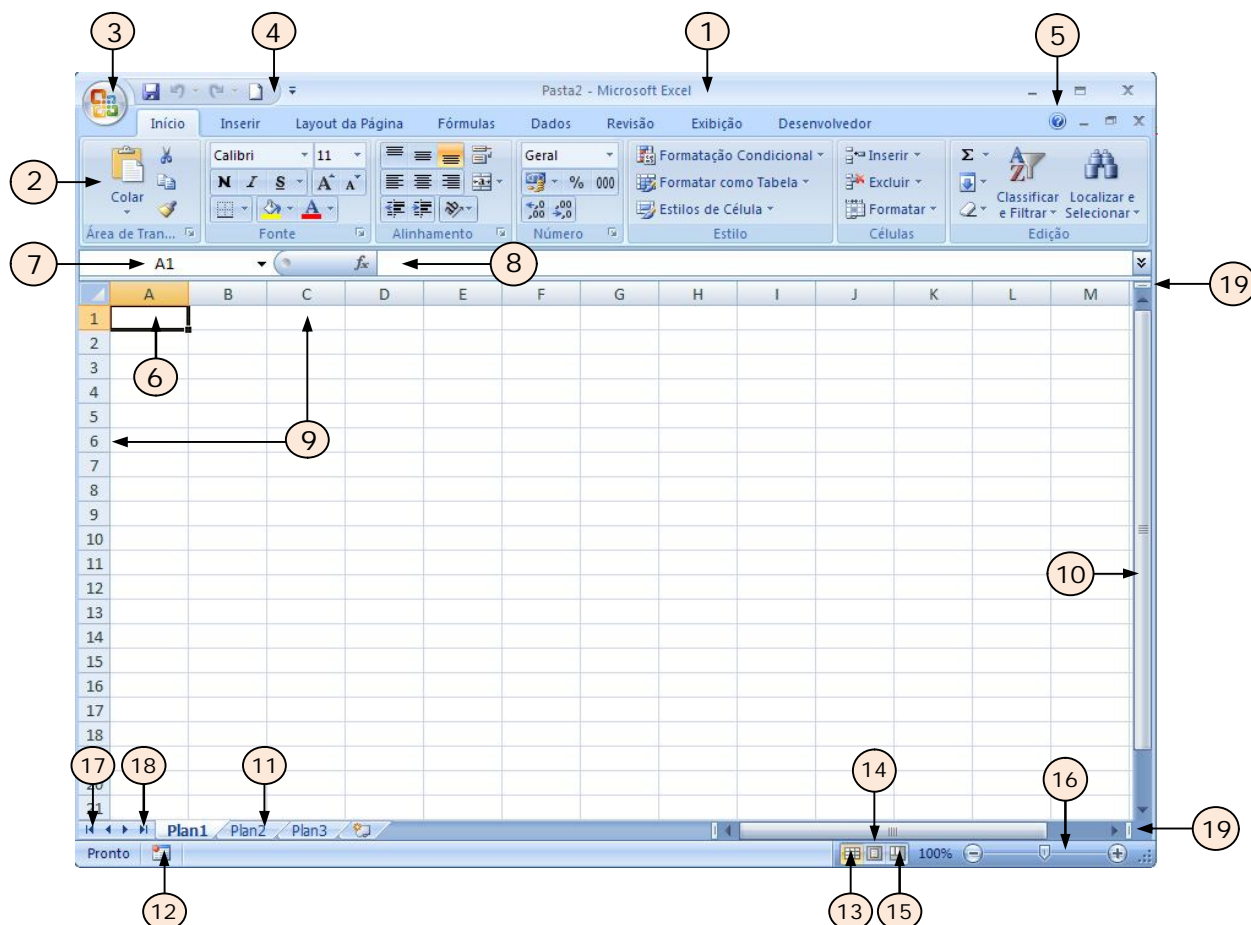 3 4 1 5
Pasta2 - Microsoft Excel
Início Inserir Layout da Página Fórmulas Dados Revisão Exibição Desenvolvedor
Calibri 11 Geral Formatação Condicional Inserir Σ
2 Colar N I S A A % 000 Formatar como Tabela Excluir Classificar e Filtrar Localizar e Selecionar
A ,00 ,00 Estilos de Célula Formatar
Área de Tran... Fonte Alinhamento Número Estilo Células Edição
7 A1 fx 8
A B C D E F G H I J K L M 19
1
2
3 6
4
5
6 9
7
8
9
10
11 10
12
13
14
15
16
17
18
17 18 11 14 16
20
21
Plan1 Plan2 Plan3 19
Pronto 100%
12 13 15